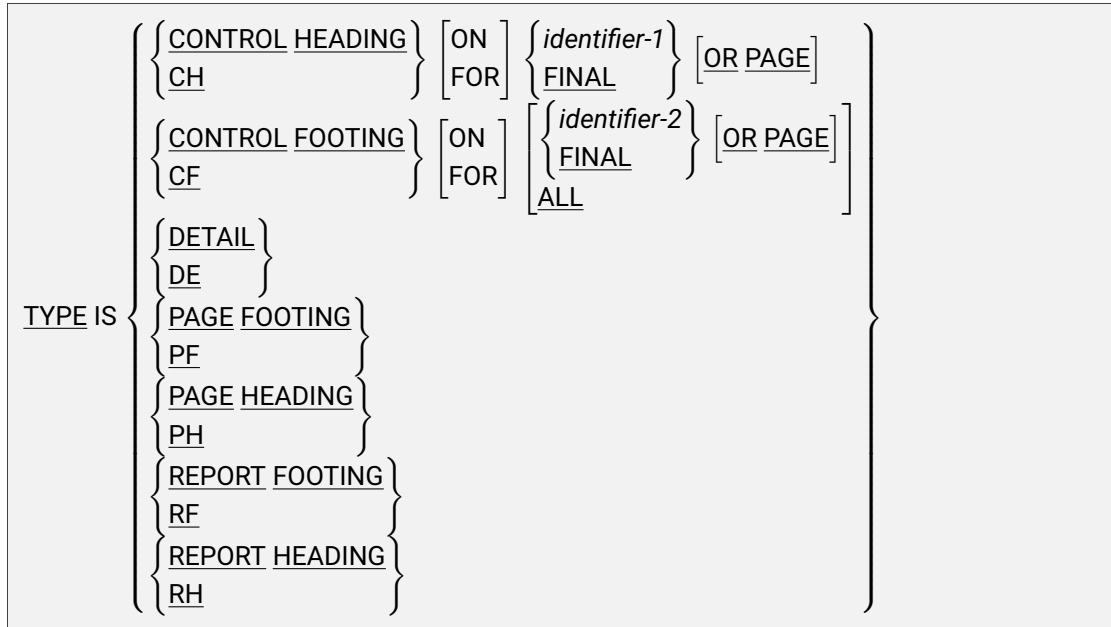 CONTROL HEADING ON identifier-1 OR PAGE
CH FOR FINAL
CONTROL FOOTING ON identifier-2 OR PAGE
CF FOR FINAL
ALL
DETAIL
DE
TYPE IS
PAGE FOOTING
PF
PAGE HEADING
PH
REPORT FOOTING
RF
REPORT HEADING
RH